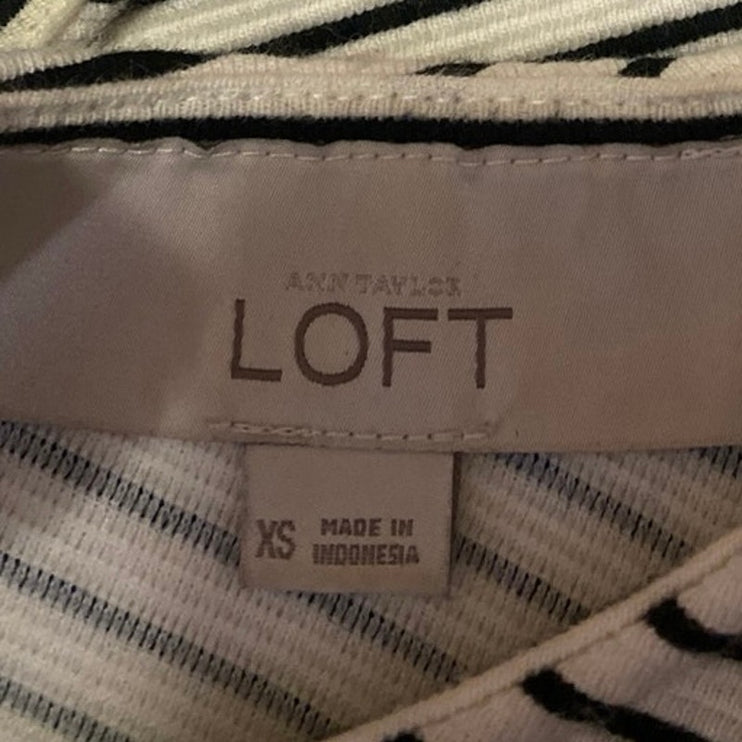 ANN TAYLOR
LOFT
XS MADE IN
INDONESIA